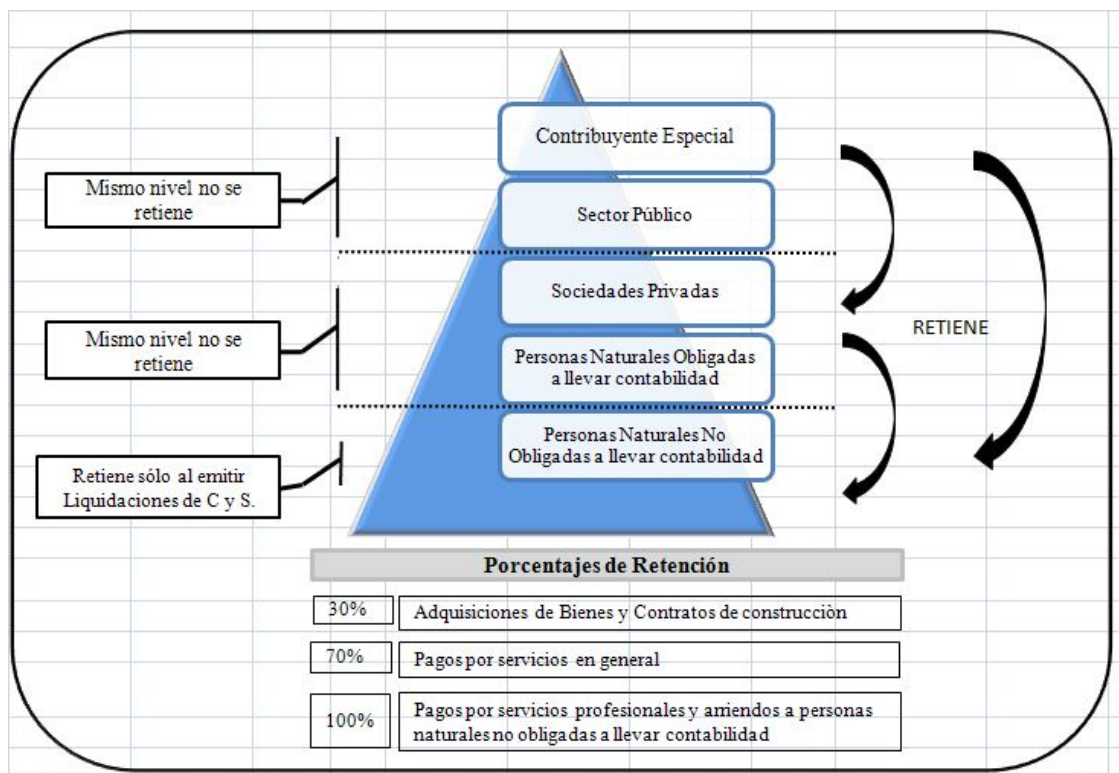 Contribuyente Especial
Mismo nivel no se
retiene
Sector Público
Sociedades Privadas
RETIENE
Mismo nivel no se
retiene
Personas Naturales Obligadas
a llevar contabilidad
Personas Naturales No
Obligadas a llevar contabilidad
Retiene sólo al emitir
Liquidaciones de C y S.
Porcentajes de Retención
30% Adquisiciones de Bienes y Contratos de construcciòn
70% Pagos por servicios en general
100% Pagos por servicios profesionales y arriendos a personas
naturales no obligadas a llevar contabilidad